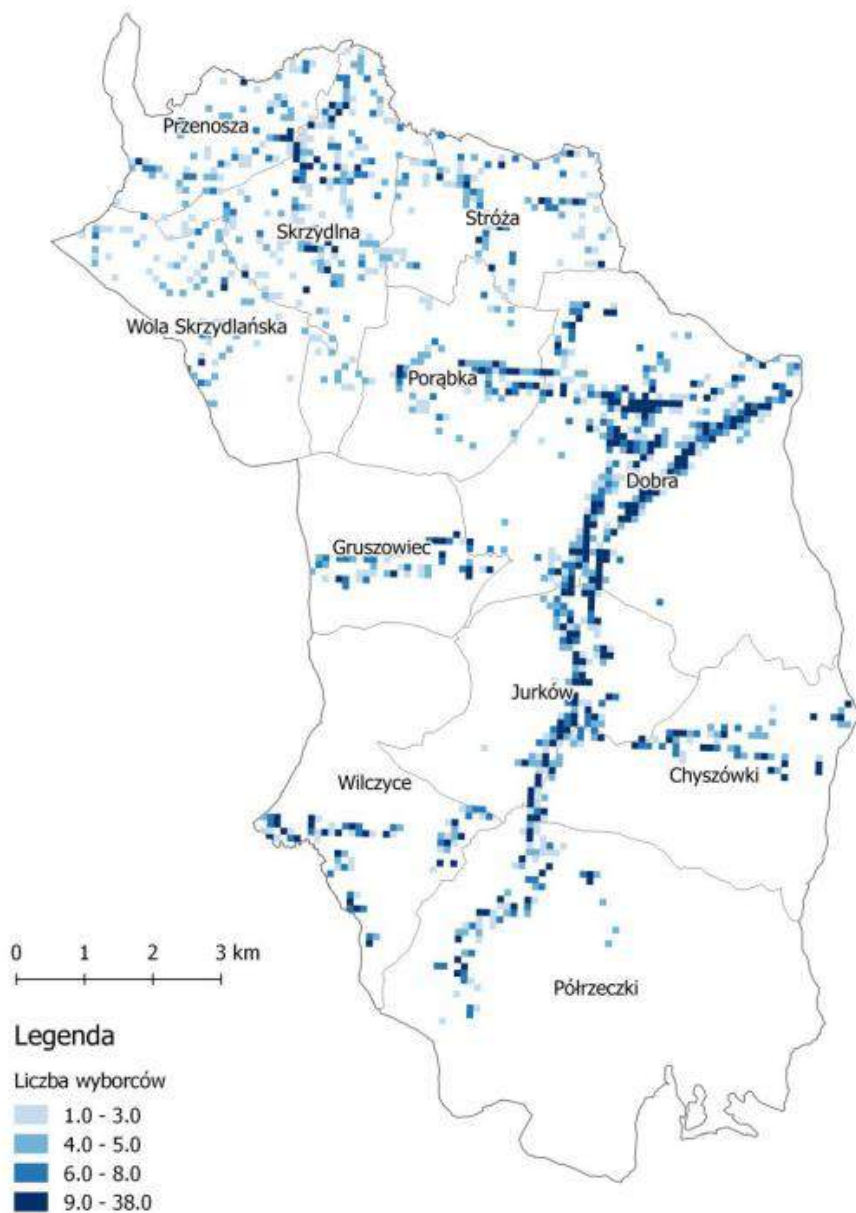 Przenosza
Skrzydlna
Stróża
Wola Skrzydlańska
Porąbka
Dobra
Gruszowiec
Jurków
Chyszówki
Wilczyce
Półrzeczki
0 1 2 3 km
Legenda
Liczba wyborców
1.0 - 3.0
4.0 - 5.0
6.0 - 8.0
9.0 - 38.0